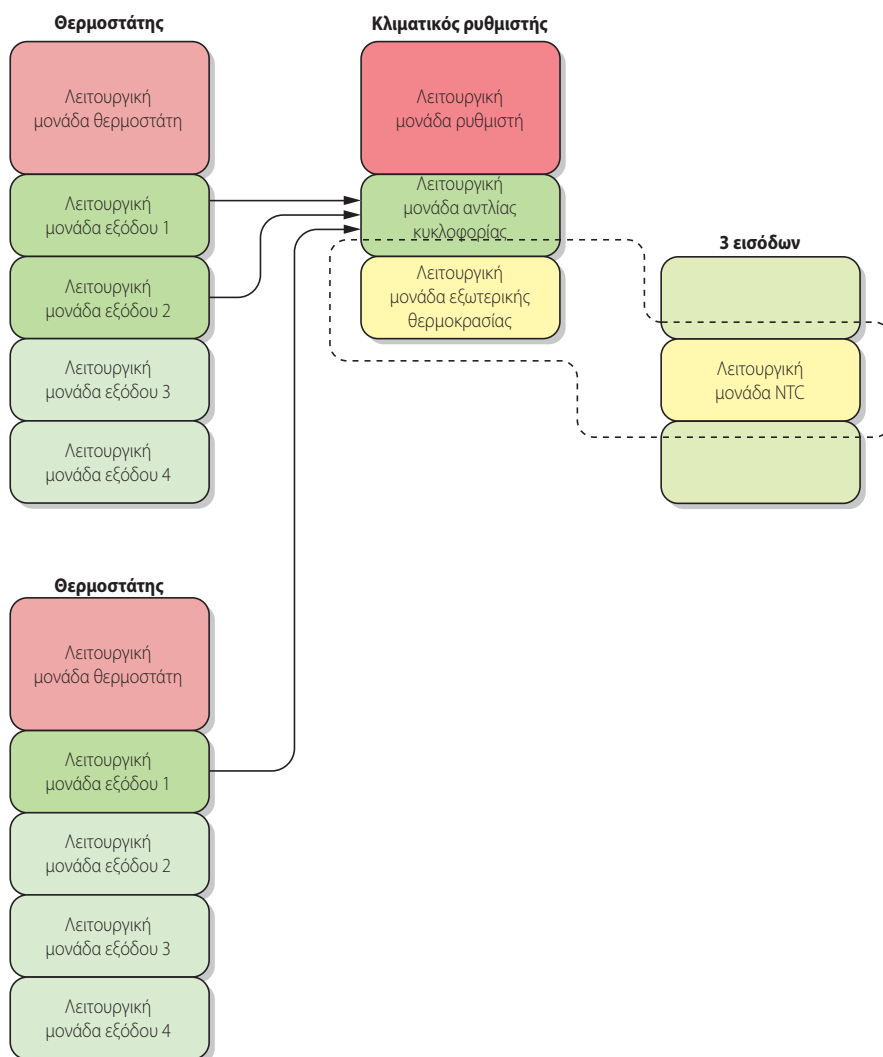 Θερμοστάτης
Λειτουργική
μονάδα θερμοστάτη
Λειτουργική
μονάδα εξόδου 1
Λειτουργική
μονάδα εξόδου 2
Λειτουργική
μονάδα εξόδου 3
Λειτουργική
μονάδα εξόδου 4
Κλιματικός ρυθμιστής
Λειτουργική
μονάδα ρυθμιστή
Λειτουργική
μονάδα αντλίας
κυκλοφορίας
Λειτουργική
μονάδα εξωτερικής
θερμοκρασίας
3 εισόδων
Λειτουργική
μονάδα NTC
Θερμοστάτης
Λειτουργική
μονάδα θερμοστάτη
Λειτουργική
μονάδα εξόδου 1
Λειτουργική
μονάδα εξόδου 2
Λειτουργική
μονάδα εξόδου 3
Λειτουργική
μονάδα εξόδου 4